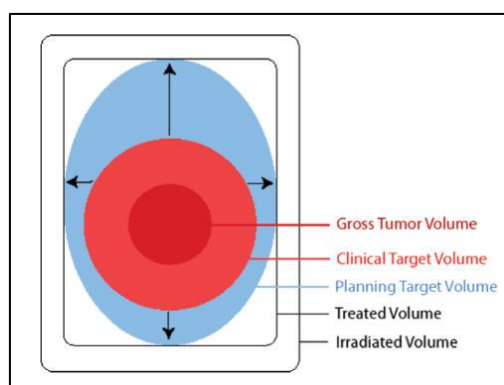 Gross Tumor Volume
Clinical Target Volume
Planning Target Volume
Treated Volume
Irradiated Volume